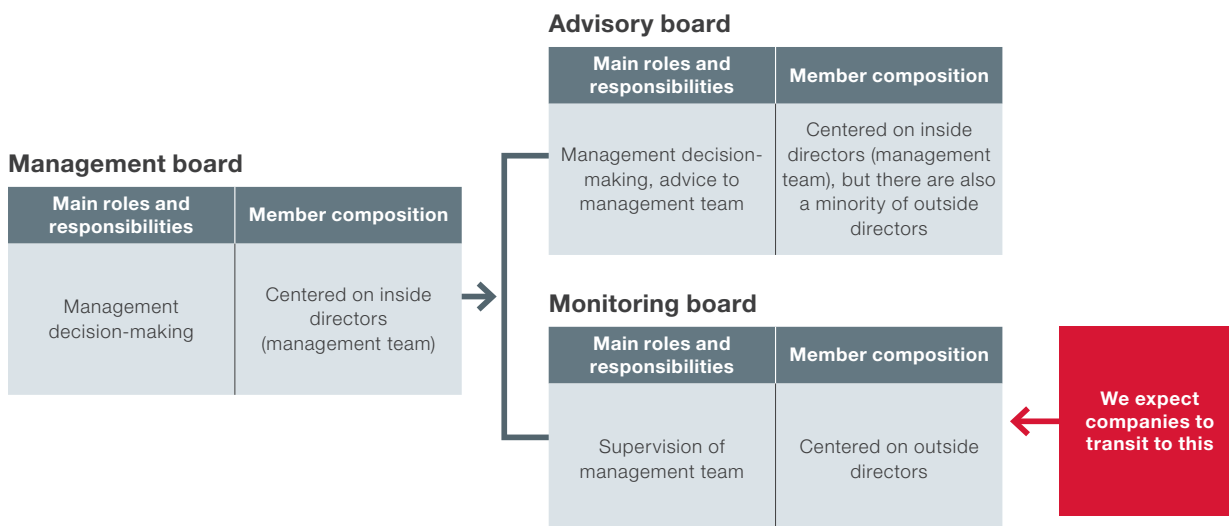 Advisory board
Main roles and
responsibilities
Member composition
Management decision-
making, advice to
management team
Centered on inside
directors (management
team), but there are also
a minority of outside
directors
Management board
Main roles and
responsibilities
Member composition
Management
decision-making
Centered on inside
directors
(management team)
Monitoring board
Main roles and
responsibilities
Member composition
Supervision of
management team
Centered on outside
directors
We expect
companies to
transit to this